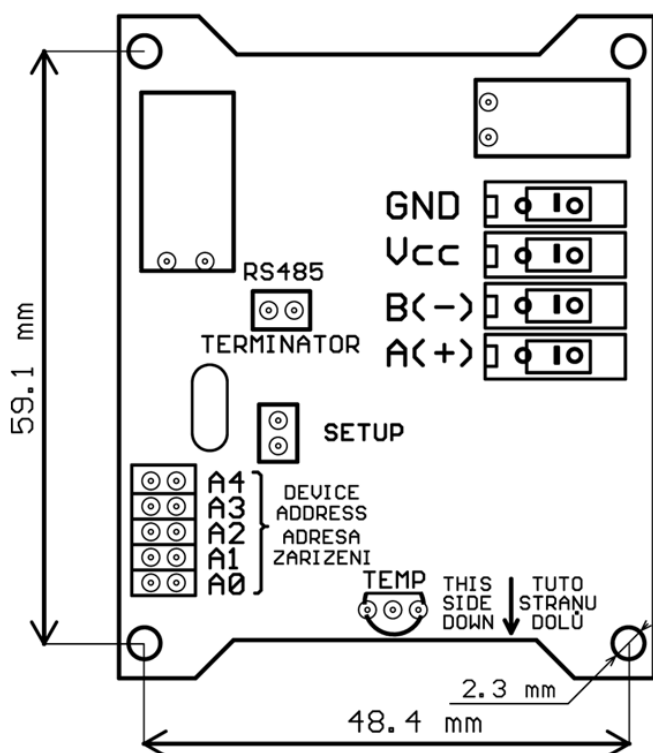 GND
Vcc
B(-)
A(+)
RS485
TERMINATOR
SETUP
A4
A3
A2
A1
A0
DEVICE
ADDRESS
ADRESA
ZARIZENI
TEMP
THIS
SIDE
DOWN
TUTO
STRANU
DOLŮ
59.1 mm
2.3 mm
48.4 mm